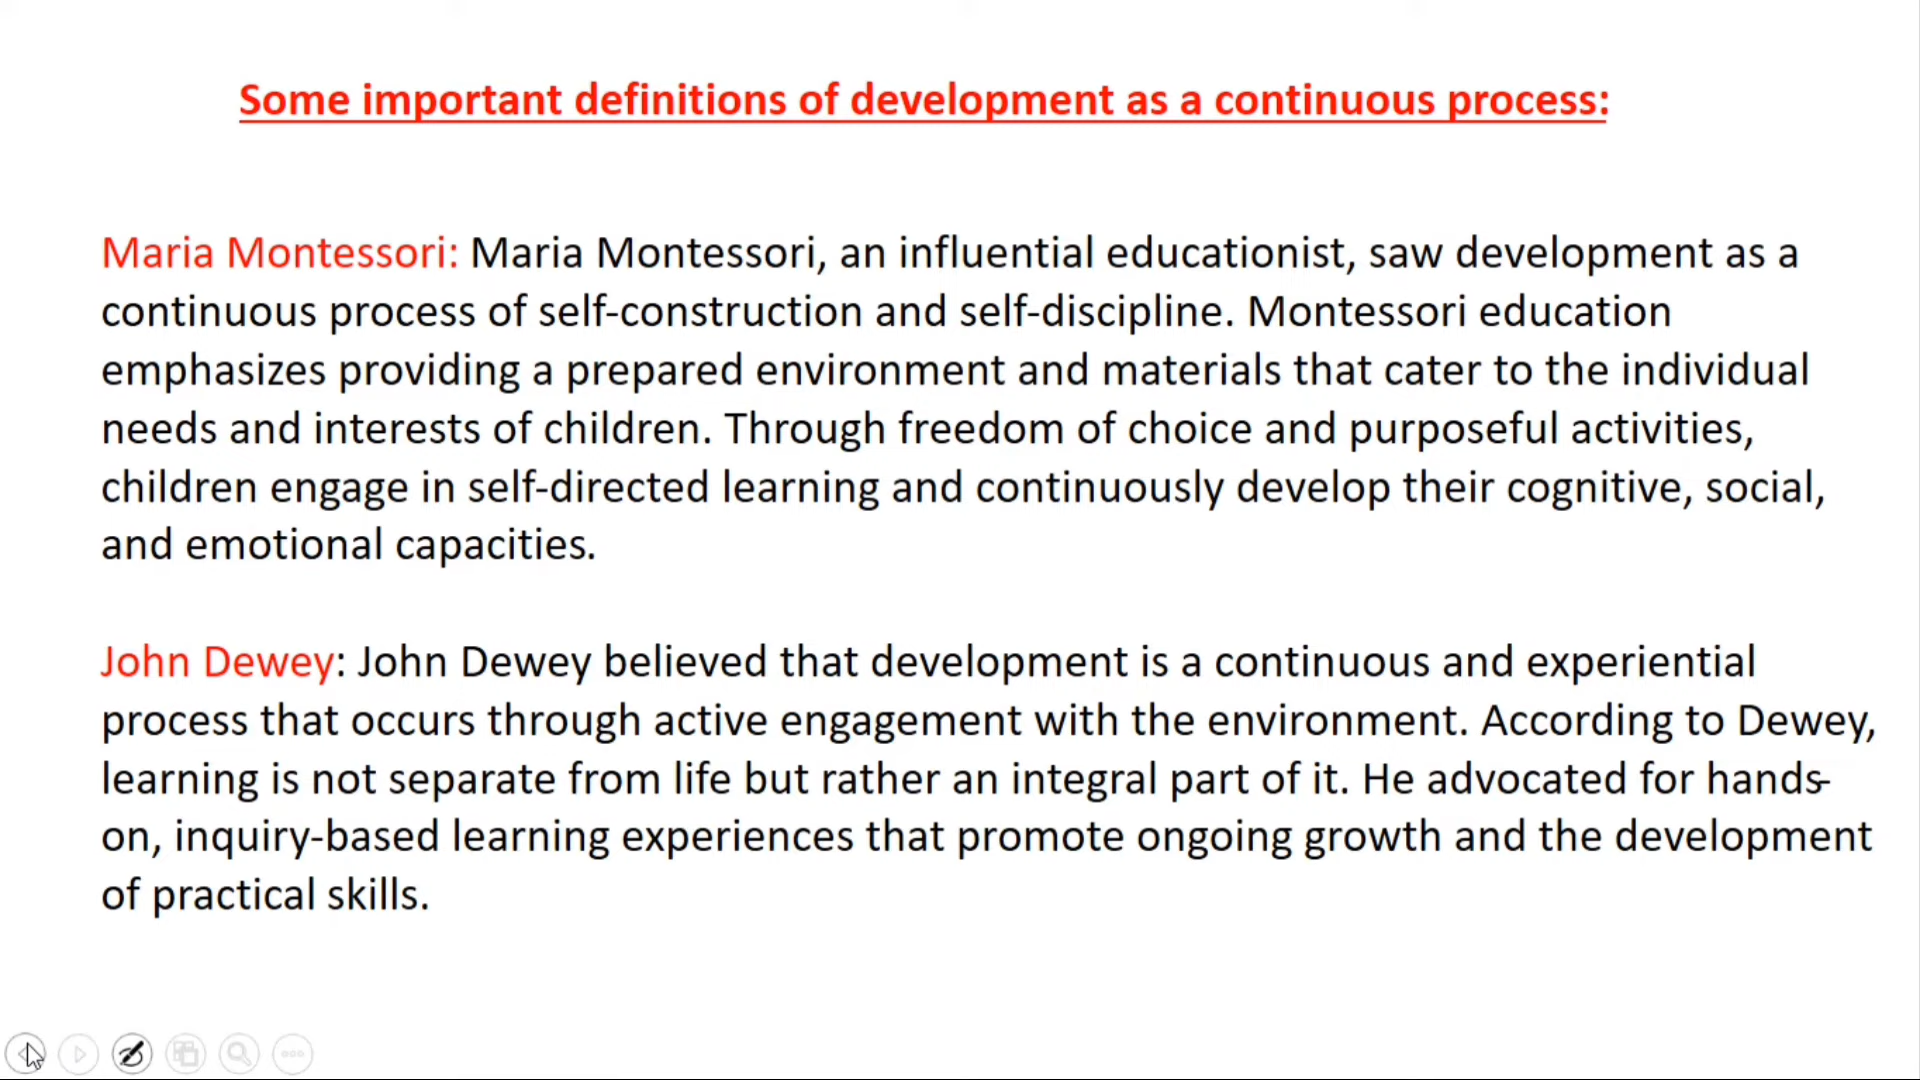 Some important definitions of development as a continuous process:
Maria Montessori: Maria Montessori, an influential educationist, saw development as a
continuous process of self-construction and self-discipline. Montessori education
emphasizes providing a prepared environment and materials that cater to the individual
needs and interests of children. Through freedom of choice and purposeful activities,
children engage in self-directed learning and continuously develop their cognitive, social,
and emotional capacities.
John Dewey: John Dewey believed that development is a continuous and experiential
process that occurs through active engagement with the environment. According to Dewey,
learning is not separate from life but rather an integral part of it. He advocated for hands-
on, inquiry-based learning experiences that promote ongoing growth and the development
of practical skills.